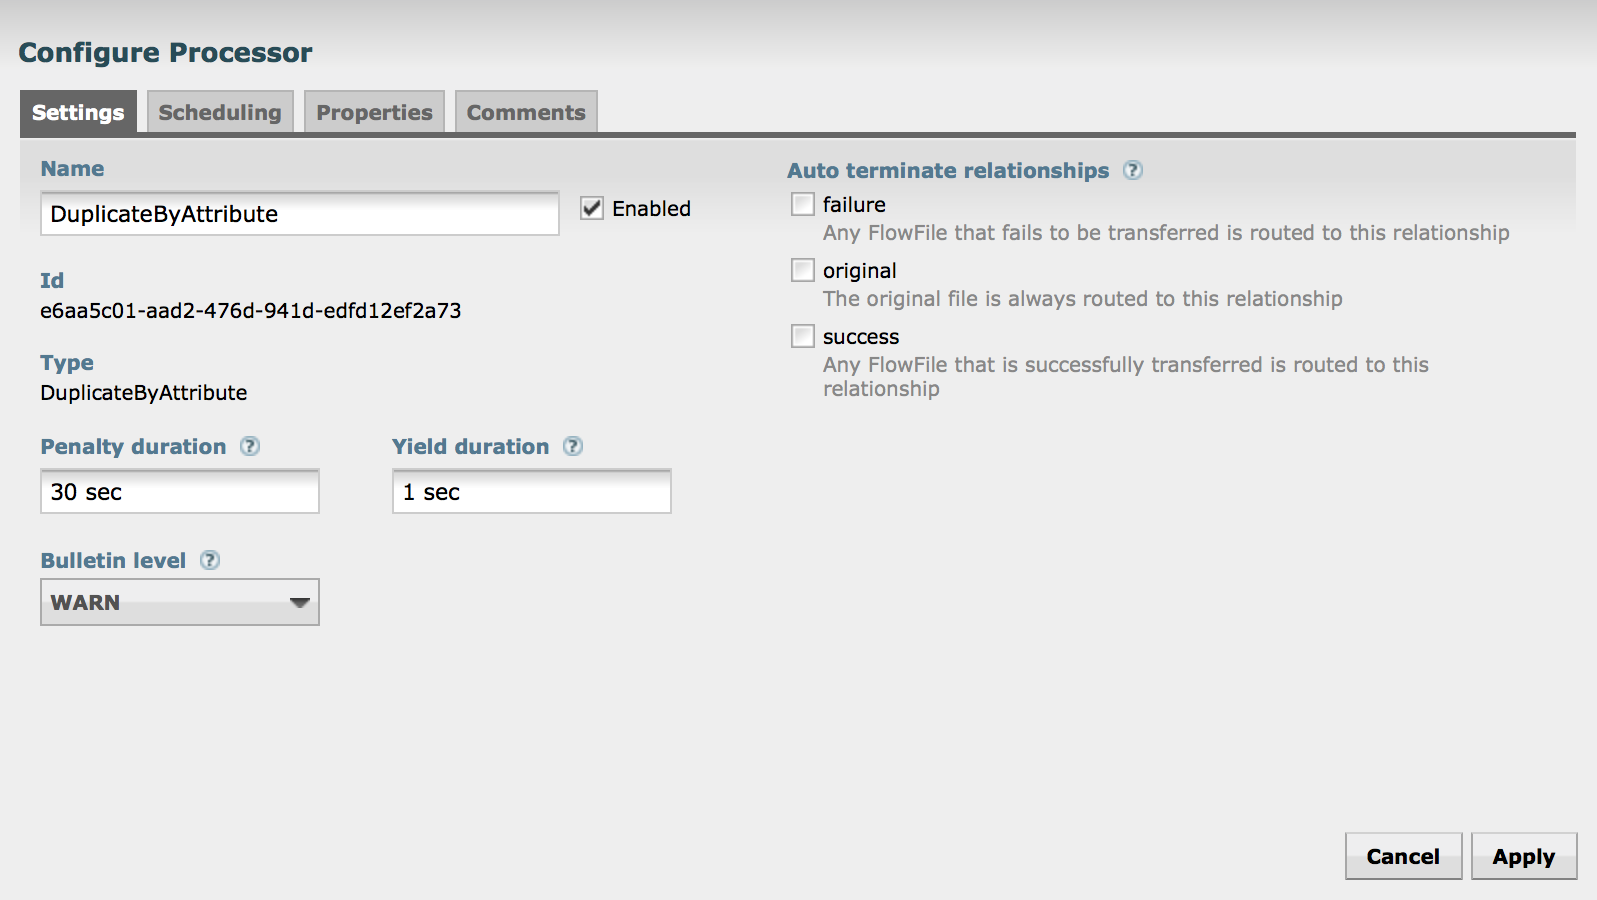 Configure Processor
Settings
Scheduling
Properties
Comments
Name
DuplicateByAttribute
Enabled
Id
e6aa5c01-aad2-476d-941d-edfd12ef2a73
Type
DuplicateByAttribute
Penalty duration ?
30 sec
Yield duration ?
1 sec
Bulletin level ?
WARN
Auto terminate relationships ?
failure
Any FlowFile that fails to be transferred is routed to this relationship
original
The original file is always routed to this relationship
success
Any FlowFile that is successfully transferred is routed to this
relationship
Cancel
Apply